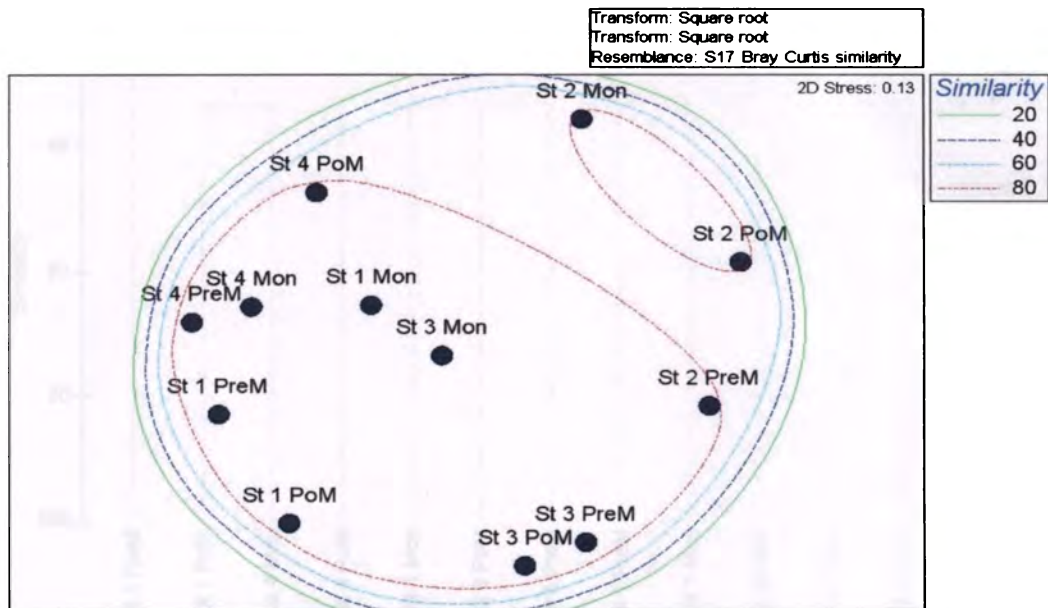 Transform: Square root
Transform: Square root
Resemblance: S17 Bray Curtis similarity
2D Stress: 0.13
Similarity
20
40
60
80
St 2 Mon
St 4 PoM
St 2 PoM
St 4 Mon
St 1 Mon
St 4 PreM
St 3 Mon
St 1 PreM
St 2 PreM
St 1 PoM
St 3 PreM
St 3 PoM